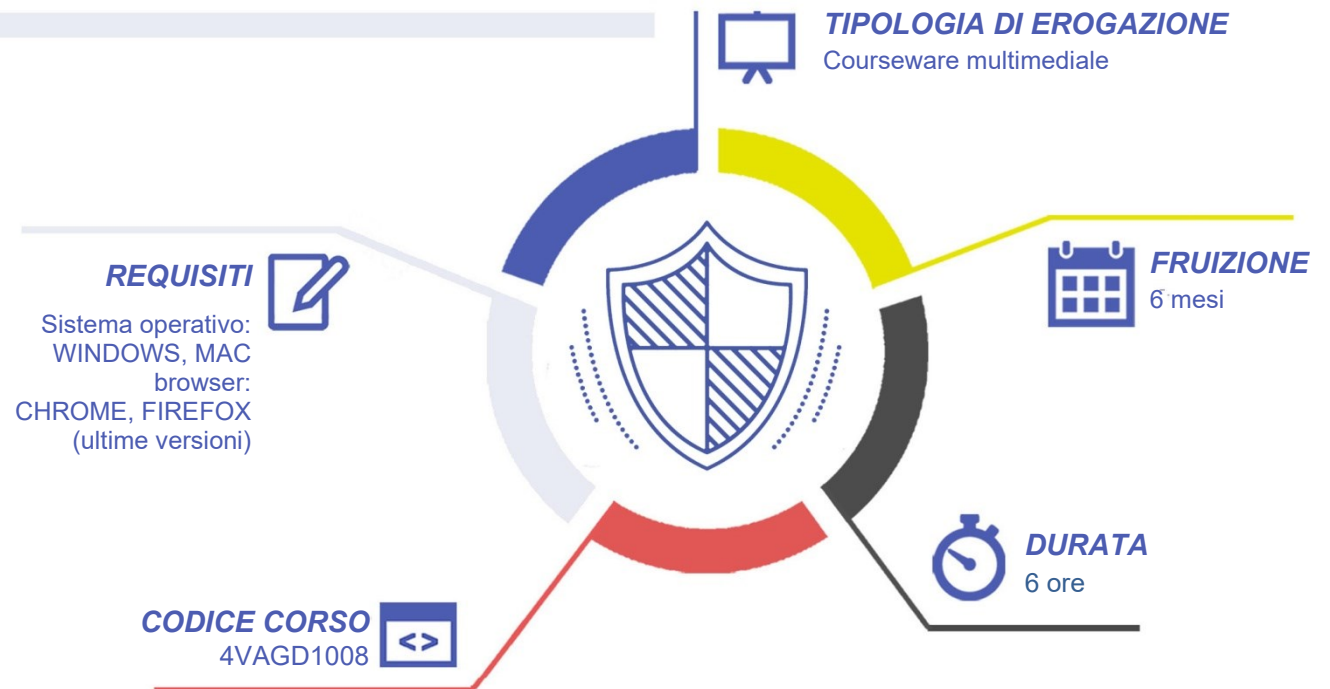 TIPOLOGIA DI EROGAZIONE
Courseware multimediale
FRUIZIONE
6 mesi
REQUISITI
Sistema operativo:
WINDOWS, MAC
browser:
CHROME, FIREFOX
(ultime versioni)
DURATA
6 ore
CODICE CORSO
4VAGD1008
<>